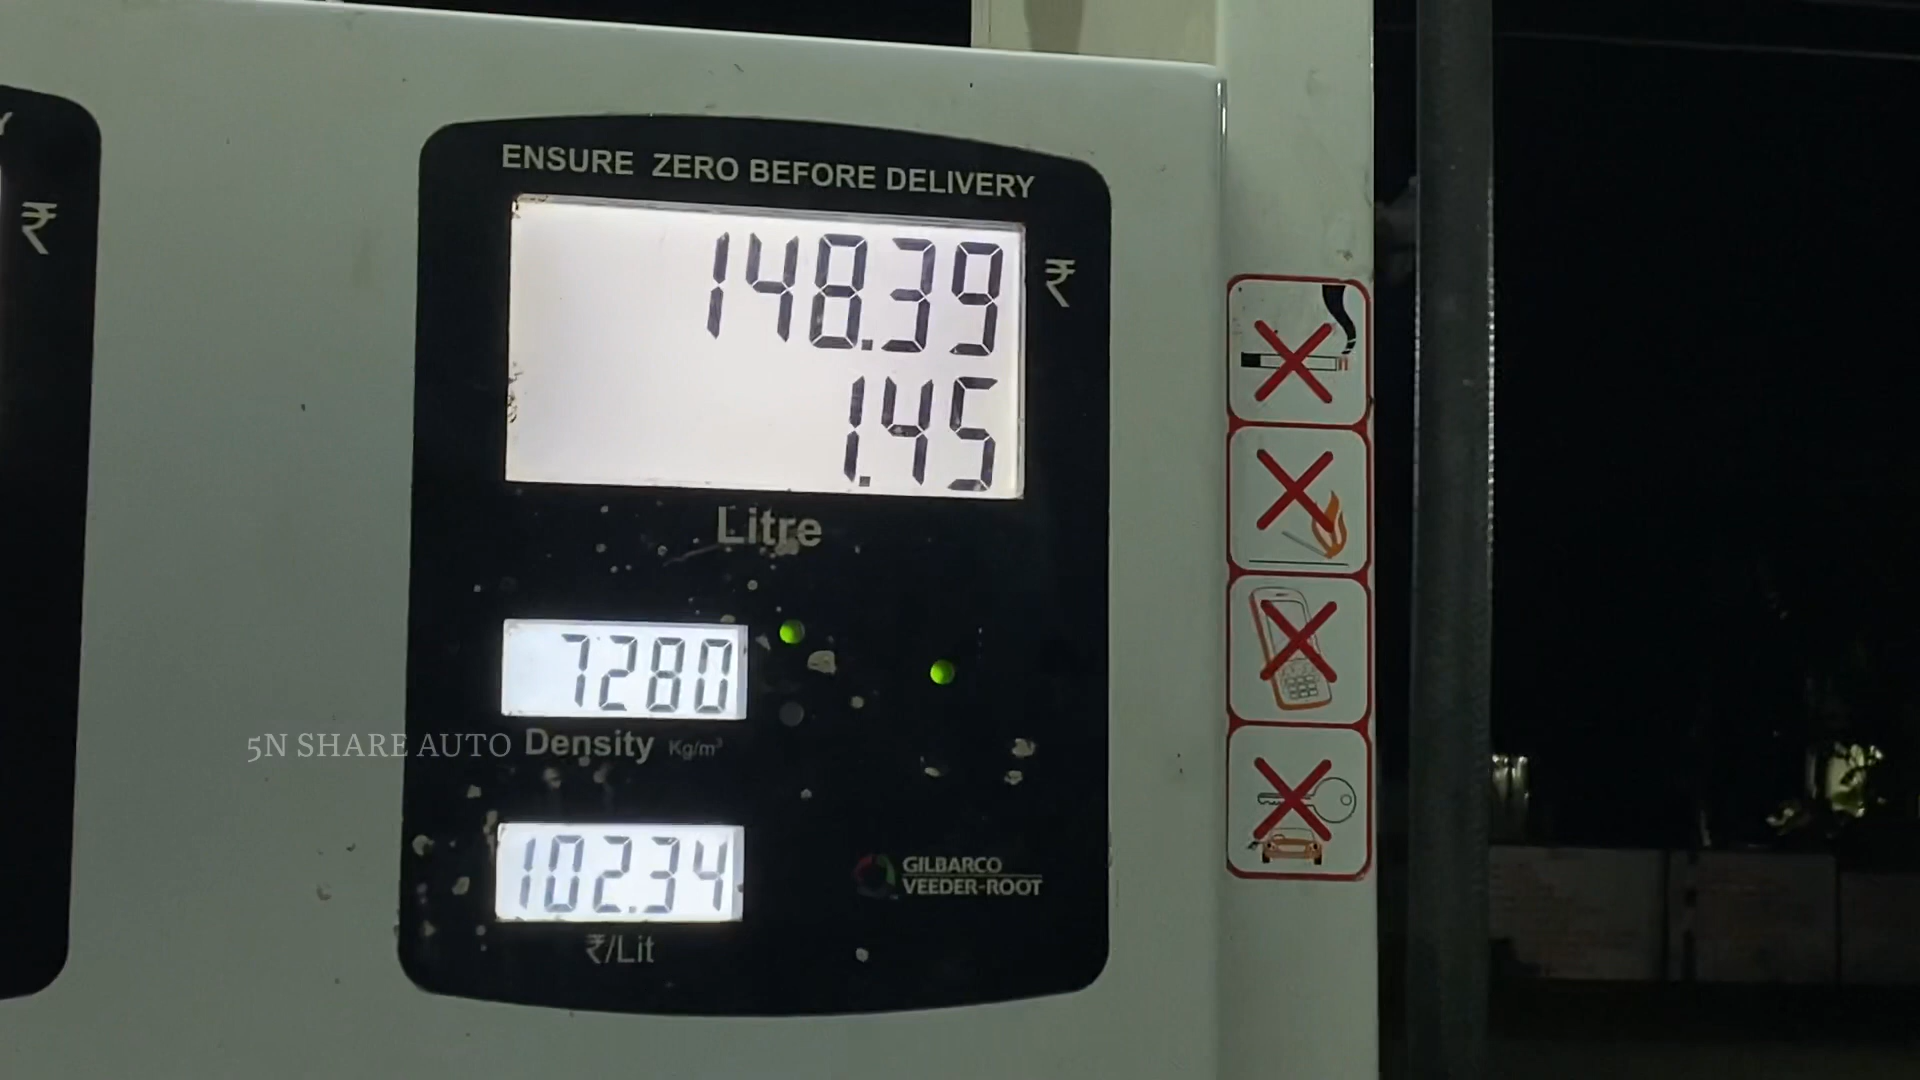 ENSURE ZERO BEFORE DELIVERY
₹
148.39
₹
1.45
Litre
7280
5N SHARE AUTO
Density Kg/m³
102.34
₹/Lit
GILBARCO
VEEDER-ROOT